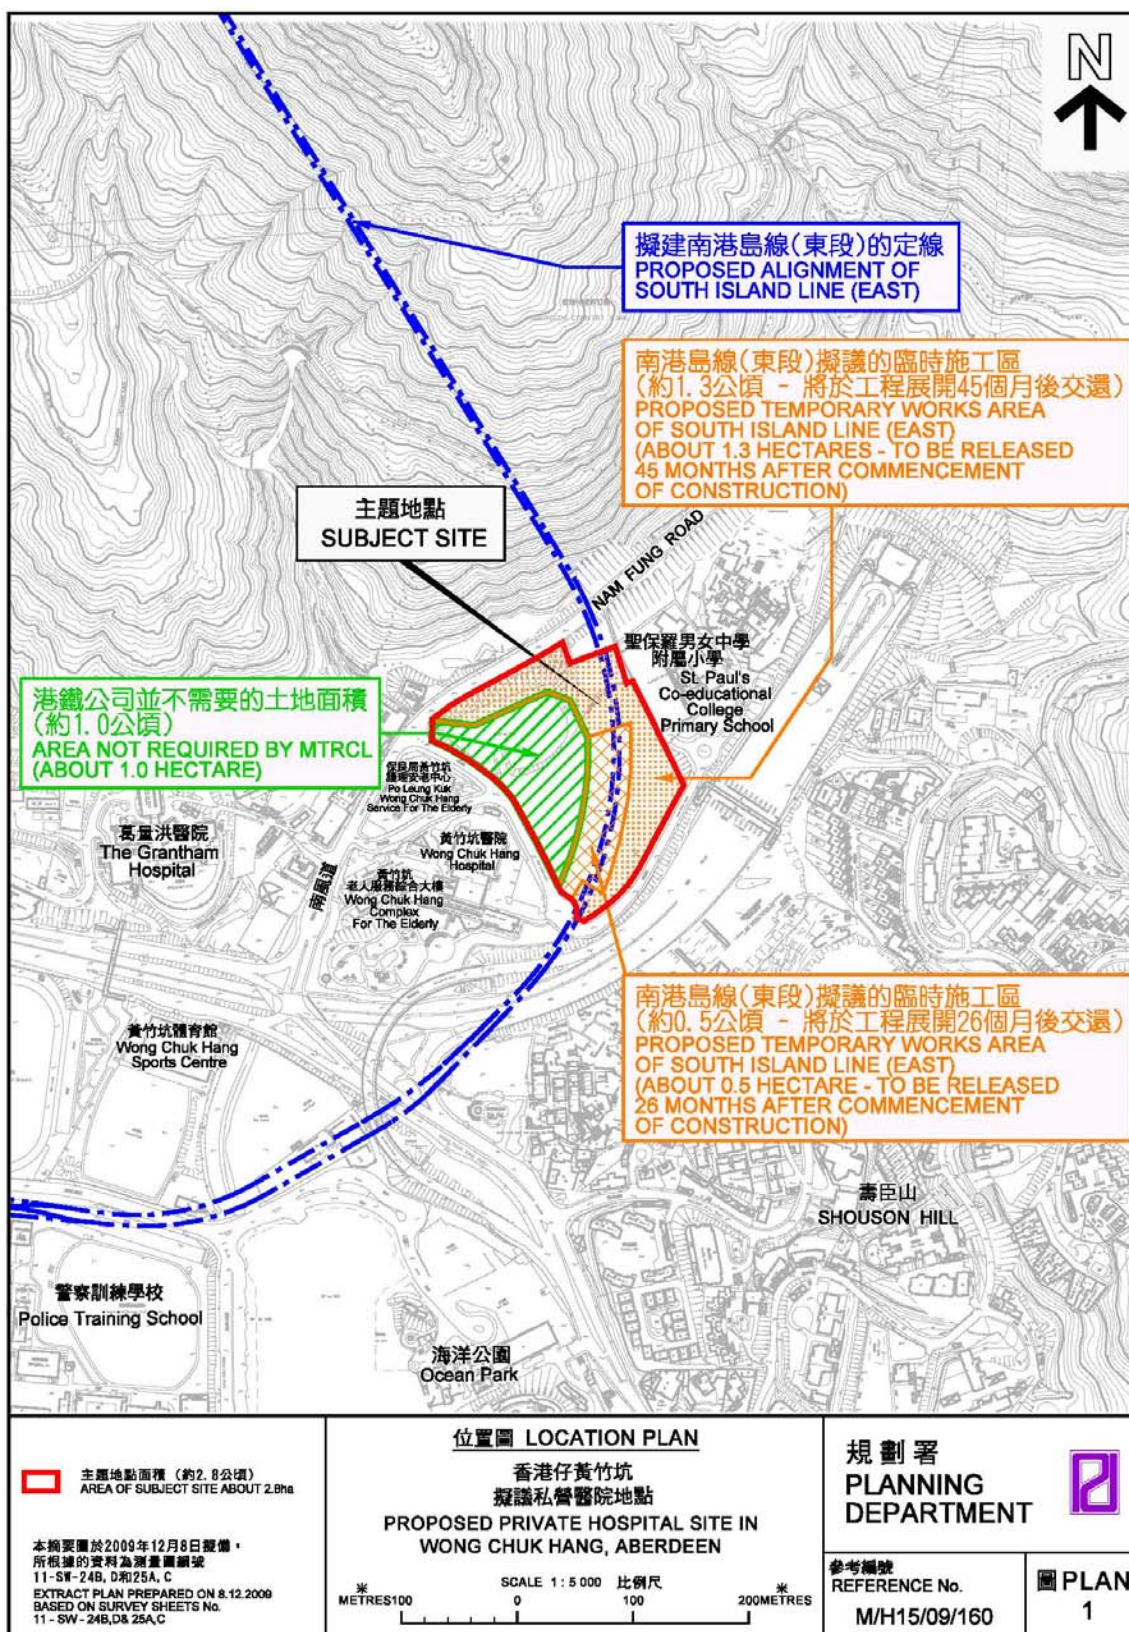 N
擬建南港島線(東段)的定線
PROPOSED ALIGNMENT OF
SOUTH ISLAND LINE (EAST)
南港島線(東段)擬議的臨時施工區
(約1.3公頃 - 將於工程展開45個月後交還)
PROPOSED TEMPORARY WORKS AREA
OF SOUTH ISLAND LINE (EAST)
(ABOUT 1.3 HECTARES - TO BE RELEASED
45 MONTHS AFTER COMMENCEMENT
OF CONSTRUCTION)
主題地點
SUBJECT SITE
NAM FUNG ROAD
聖保羅男女中學
附屬小學
St. Paul's
Co-educational
College
Primary School
港鐵公司並不需要的土地面積
(約1.0公頃)
AREA NOT REQUIRED BY MTRCL
(ABOUT 1.0 HECTARE)
保良局黃竹坑
護理安老中心
Po Leung Kuk
Wong Chuk Hang
Service For The Elderly
葛量洪醫院
The Grantham
Hospital
黃竹坑醫院
Wong Chuk Hang
Hospital
南風道
黃竹坑
老人服務綜合大樓
Wong Chuk Hang
Complex
For The Elderly
南港島線(東段)擬議的臨時施工區
(約0.5公頃 - 將於工程展開26個月後交還)
PROPOSED TEMPORARY WORKS AREA
OF SOUTH ISLAND LINE (EAST)
(ABOUT 0.5 HECTARE - TO BE RELEASED
26 MONTHS AFTER COMMENCEMENT
OF CONSTRUCTION)
黃竹坑體育館
Wong Chuk Hang
Sports Centre
壽臣山
SHOUSON HILL
警察訓練學校
Police Training School
海洋公園
Ocean Park
主題地點面積 (約2.8公頃)
AREA OF SUBJECT SITE ABOUT 2.8ha
本摘要圖於2009年12月8日擬備，
所根據的資料為測量圖編號
11-SW-24B, D和25A, C
EXTRACT PLAN PREPARED ON 8.12.2009
BASED ON SURVEY SHEETS No.
11 - SW - 24B,D& 25A,C
位置圖 LOCATION PLAN
香港仔黃竹坑
擬議私營醫院地點
PROPOSED PRIVATE HOSPITAL SITE IN
WONG CHUK HANG, ABERDEEN
SCALE 1 : 5 000 比例尺
米 METRES 100 0 100 200 METRES 米
規劃署
PLANNING
DEPARTMENT
參考編號
REFERENCE No.
M/H15/09/160
圖 PLAN
1